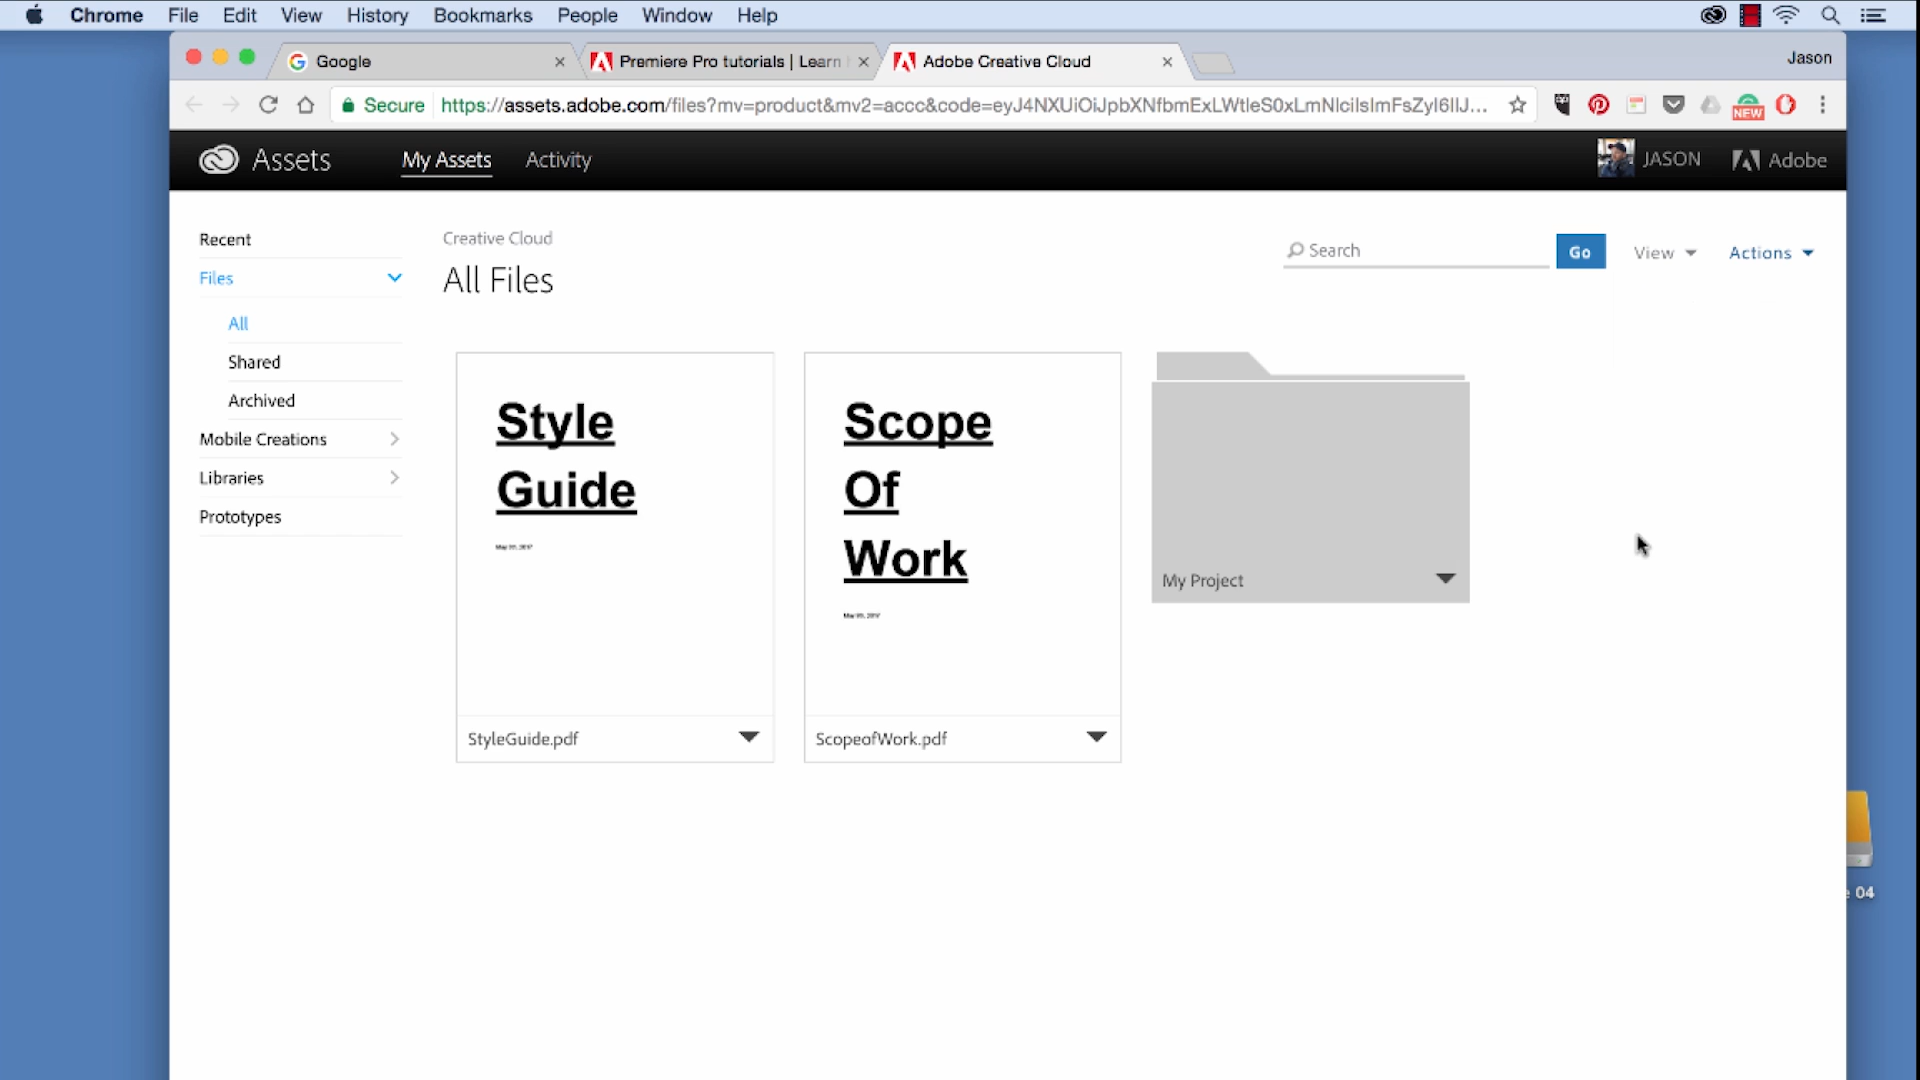 Chrome File Edit View History Bookmarks People Window Help
Google
Premiere Pro tutorials | Learn
Adobe Creative Cloud
Jason
Secure
https://assets.adobe.com/files?mv=product&mv2=accc&code=eyJ4NXUiOiJpbXNfbmExLWtleS0xLmNlciIsImFsZyI6IlJ...
NEW
Assets
My Assets
Activity
JASON
Adobe
Recent
Files
All
Shared
Archived
Mobile Creations
Libraries
Prototypes
Creative Cloud
All Files
Search
Go
View
Actions
Style
Guide
StyleGuide.pdf
Scope
Of
Work
ScopeofWork.pdf
My Project
04